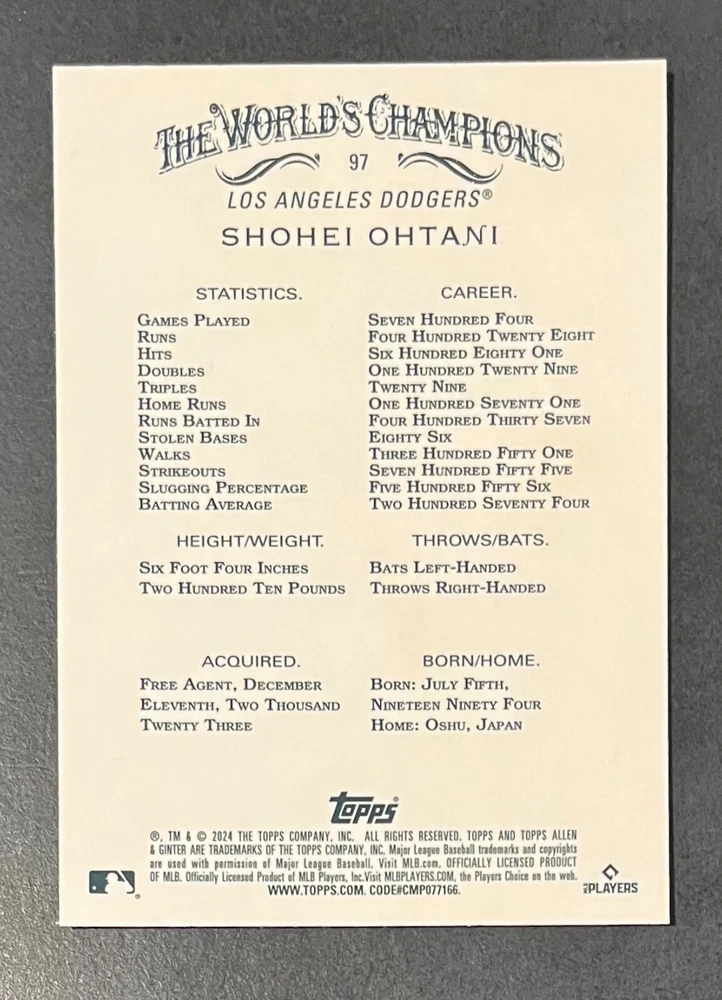 THE WORLD'S CHAMPIONS
97
LOS ANGELES DODGERS®
SHOHEI OHTANI
STATISTICS. CAREER.
GAMES PLAYED SEVEN HUNDRED FOUR
RUNS FOUR HUNDRED TWENTY EIGHT
HITS SIX HUNDRED EIGHTY ONE
DOUBLES ONE HUNDRED TWENTY NINE
TRIPLES TWENTY NINE
HOME RUNS ONE HUNDRED SEVENTY ONE
RUNS BATTED IN FOUR HUNDRED THIRTY SEVEN
STOLEN BASES EIGHTY SIX
WALKS THREE HUNDRED FIFTY ONE
STRIKEOUTS SEVEN HUNDRED FIFTY FIVE
SLUGGING PERCENTAGE FIVE HUNDRED FIFTY SIX
BATTING AVERAGE TWO HUNDRED SEVENTY FOUR
HEIGHT/WEIGHT. THROWS/BATS.
SIX FOOT FOUR INCHES BATS LEFT-HANDED
TWO HUNDRED TEN POUNDS THROWS RIGHT-HANDED
ACQUIRED. BORN/HOME.
FREE AGENT, DECEMBER BORN: JULY FIFTH,
ELEVENTH, TWO THOUSAND NINETEEN NINETY FOUR
TWENTY THREE HOME: OSHU, JAPAN
Topps®
®, TM & © 2024 THE TOPPS COMPANY, INC. ALL RIGHTS RESERVED. TOPPS AND TOPPS ALLEN
& GINTER ARE TRADEMARKS OF THE TOPPS COMPANY, INC. Major League Baseball trademarks and copyrights
are used with permission of Major League Baseball. Visit MLB.com. OFFICIALLY LICENSED PRODUCT
OF MLB. Officially Licensed Product of MLB Players, Inc.Visit MLBPLAYERS.COM, the Players Choice on the web.
WWW.TOPPS.COM. CODE#CMP077166.
MLB PLAYERS